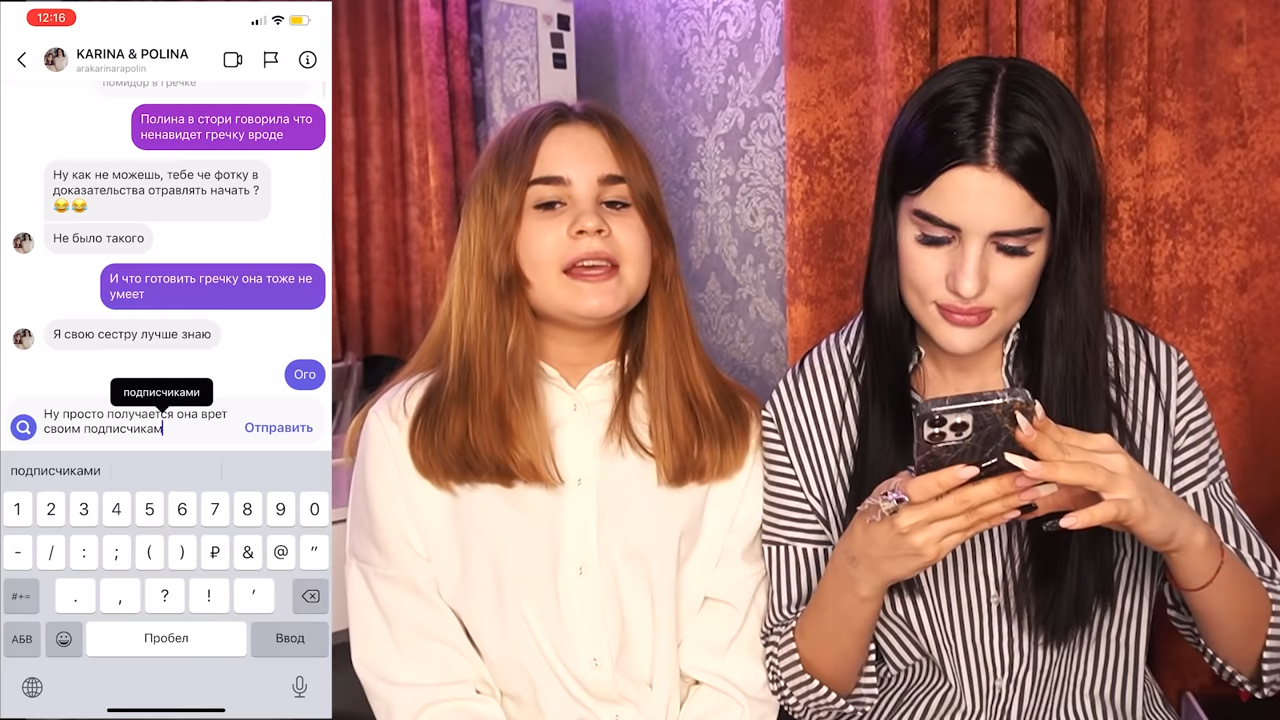 12:16
KARINA & POLINA
arakarinarapolin
помидор в гречке
Полина в стори говорила что
ненавидет гречку вроде
Ну как не можешь, тебе че фотку в
доказательства отравлять начать ?
😂😂
Не было такого
И что готовить гречку она тоже не
умеет
Я свою сестру лучше знаю
Ого
подписчиками
Ну просто получается она врет
своим подписчикам
Отправить
подписчиками
1 2 3 4 5 6 7 8 9 0
- / : ; ( ) ₽ & @ "
#+= . , ? ! ′
АБВ Пробел Ввод